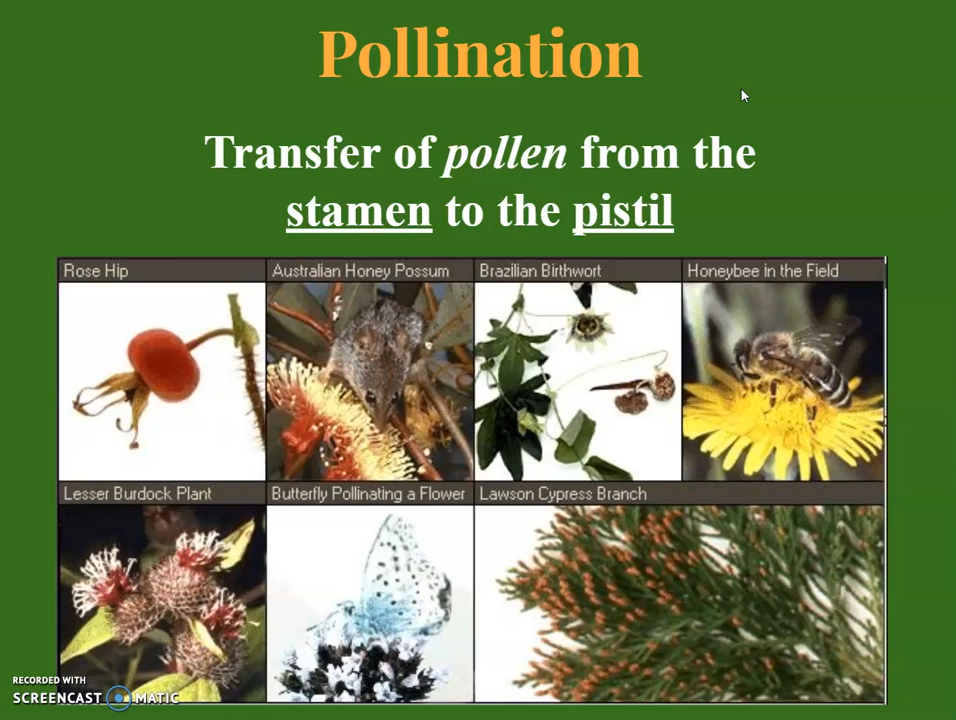 Pollination
Transfer of pollen from the
stamen to the pistil
Rose Hip
Australian Honey Possum
Brazilian Birthwort
Honeybee in the Field
Lesser Burdock Plant
Butterfly Pollinating a Flower
Lawson Cypress Branch
RECORDED WITH
SCREENCAST MATIC